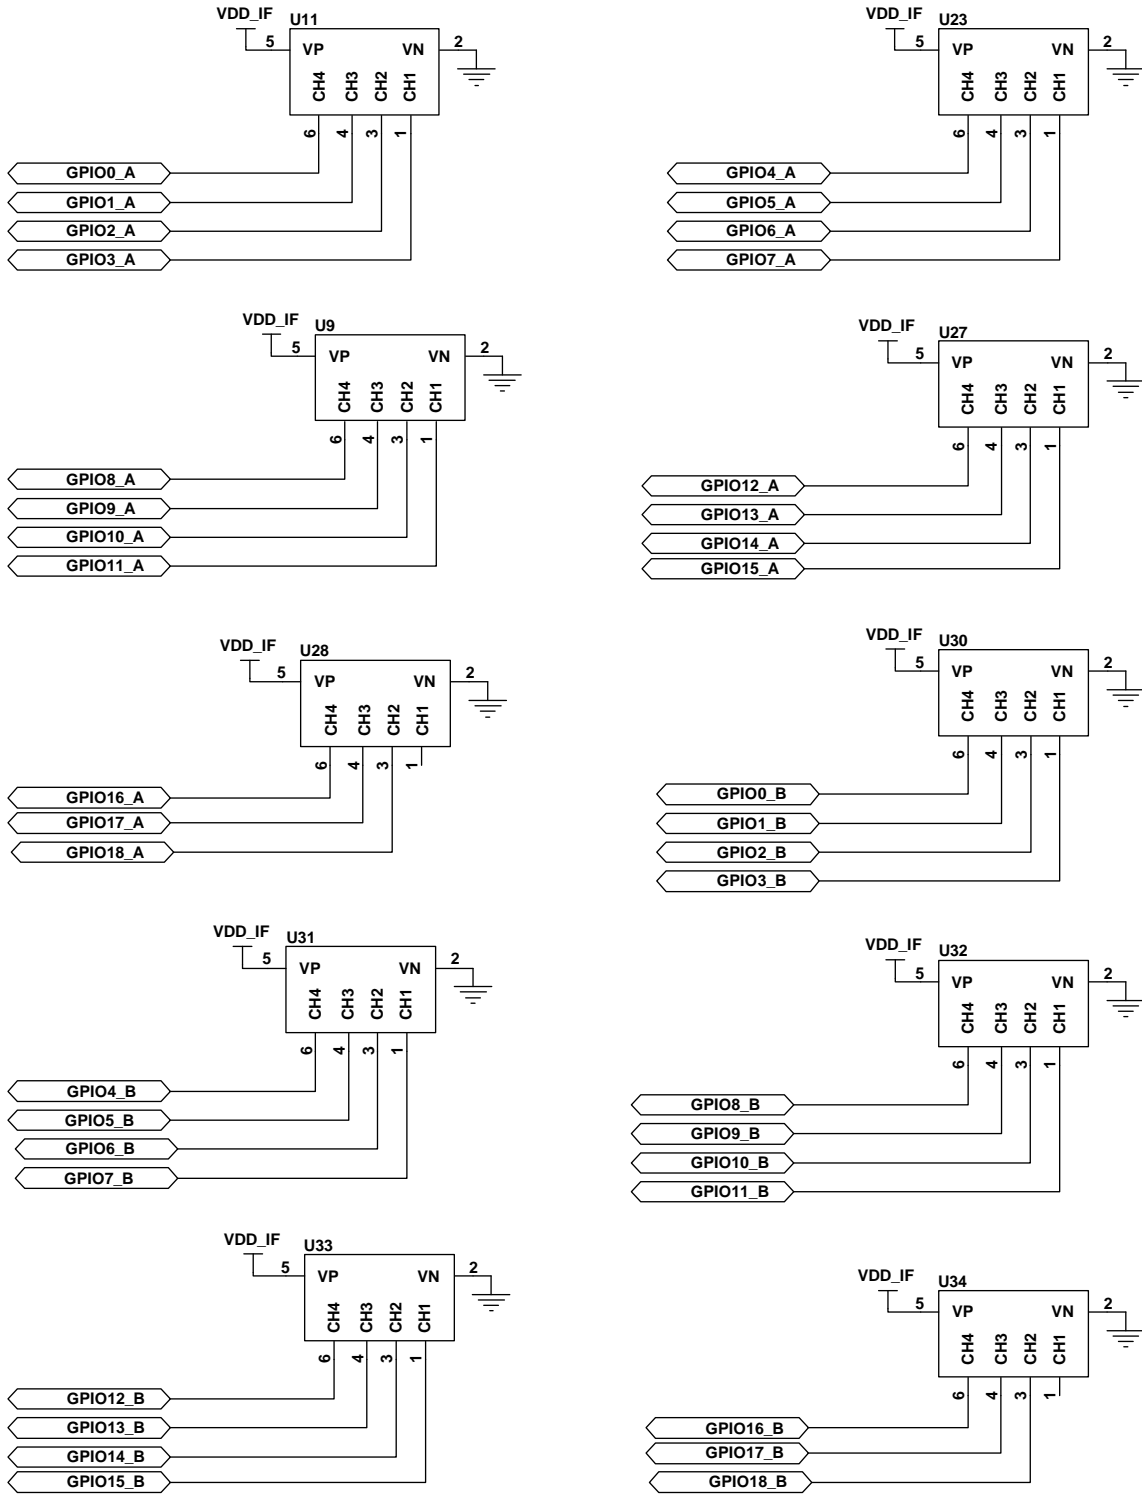 VDD_IF
U11
5 VP VN 2
CH4 CH3 CH2 CH1
6 4 3 1
GPIO0_A
GPIO1_A
GPIO2_A
GPIO3_A
VDD_IF
U23
5 VP VN 2
CH4 CH3 CH2 CH1
6 4 3 1
GPIO4_A
GPIO5_A
GPIO6_A
GPIO7_A
VDD_IF
U9
5 VP VN 2
CH4 CH3 CH2 CH1
6 4 3 1
GPIO8_A
GPIO9_A
GPIO10_A
GPIO11_A
VDD_IF
U27
5 VP VN 2
CH4 CH3 CH2 CH1
6 4 3 1
GPIO12_A
GPIO13_A
GPIO14_A
GPIO15_A
VDD_IF
U28
5 VP VN 2
CH4 CH3 CH2 CH1
6 4 3 1
GPIO16_A
GPIO17_A
GPIO18_A
VDD_IF
U30
5 VP VN 2
CH4 CH3 CH2 CH1
6 4 3 1
GPIO0_B
GPIO1_B
GPIO2_B
GPIO3_B
VDD_IF
U31
5 VP VN 2
CH4 CH3 CH2 CH1
6 4 3 1
GPIO4_B
GPIO5_B
GPIO6_B
GPIO7_B
VDD_IF
U32
5 VP VN 2
CH4 CH3 CH2 CH1
6 4 3 1
GPIO8_B
GPIO9_B
GPIO10_B
GPIO11_B
VDD_IF
U33
5 VP VN 2
CH4 CH3 CH2 CH1
6 4 3 1
GPIO12_B
GPIO13_B
GPIO14_B
GPIO15_B
VDD_IF
U34
5 VP VN 2
CH4 CH3 CH2 CH1
6 4 3 1
GPIO16_B
GPIO17_B
GPIO18_B